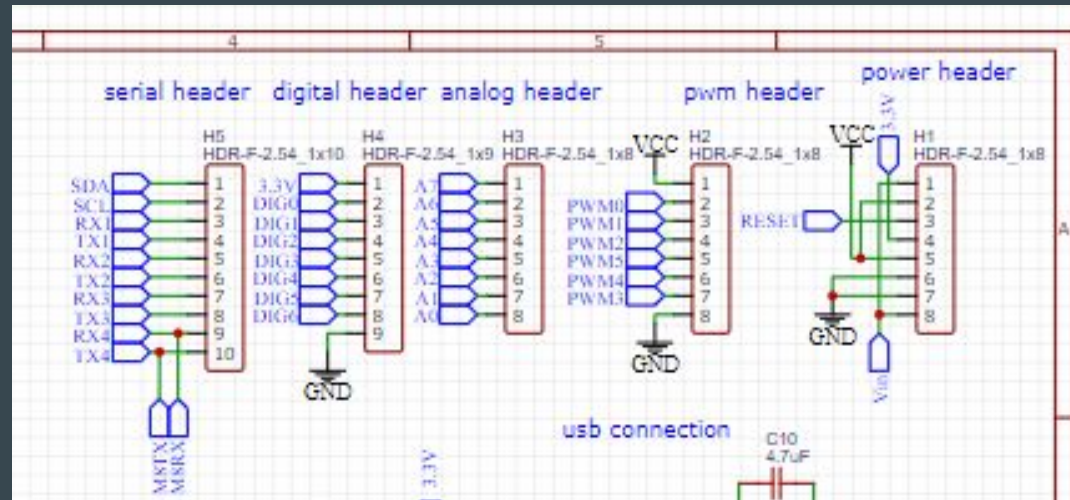 4 5
serial header digital header analog header pwm header power header
H5
HDR-F-2.54_1x10
SDA 1
SCL 2
RX1 3
TX1 4
RX2 5
TX2 6
RX3 7
TX3 8
RX4 9
TX4 10
MSTX MSRX
H4
HDR-F-2.54_1x9
3.3V 1
DIG0 2
DIG1 3
DIG2 4
DIG3 5
DIG4 6
DIG5 7
DIG6 8
9
GND
H3
HDR-F-2.54_1x8
A7 1
A6 2
A5 3
A4 4
A3 5
A2 6
A1 7
A0 8
VCC
H2
HDR-F-2.54_1x8
1
PWM0 2
PWM1 3
PWM2 4
PWM5 5
PWM4 6
PWM3 7
8
GND
VCC 3.3V
H1
HDR-F-2.54_1x8
1
2
RESET 3
4
5
6
7
8
GND
Vin
A
usb connection
C10
4.7uF
3.3V